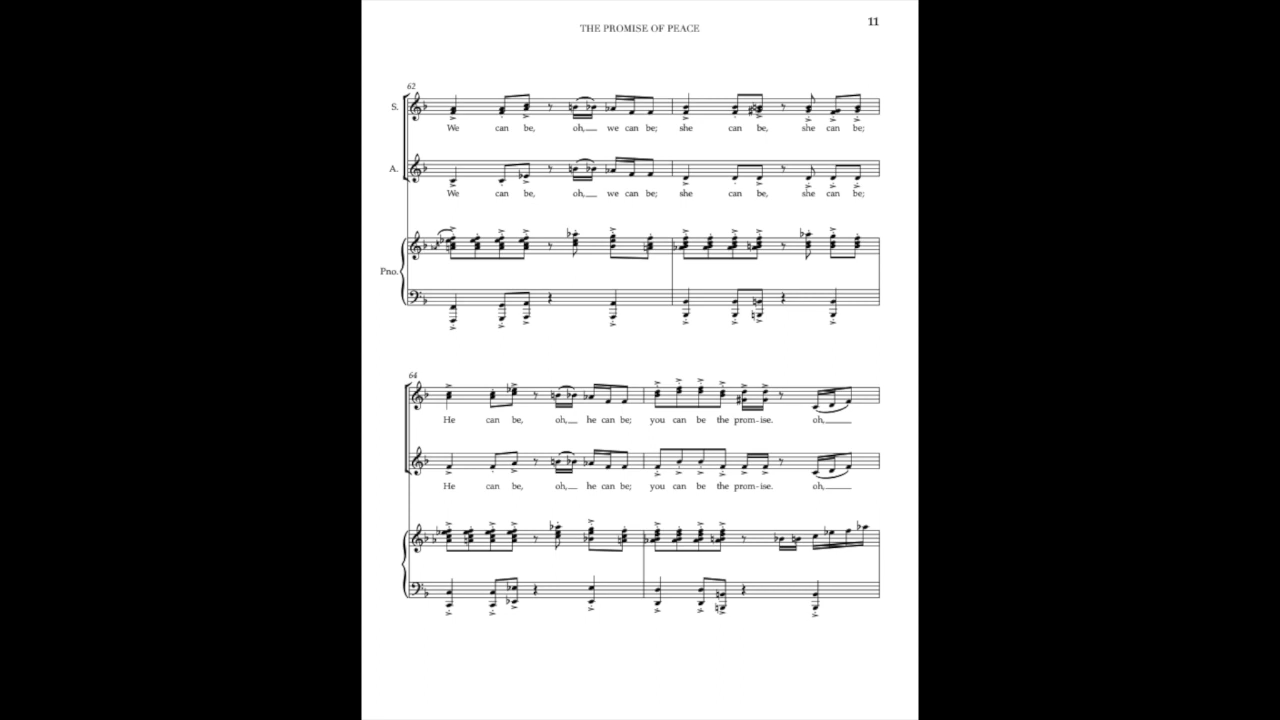 THE PROMISE OF PEACE
11
62
S.
We can be, oh, we can be; she can be, she can be;
A.
We can be, oh, we can be; she can be, she can be;
Pno.
64
He can be, oh, he can be; you can be the prom-ise. oh,
He can be, oh, he can be; you can be the prom-ise. oh,